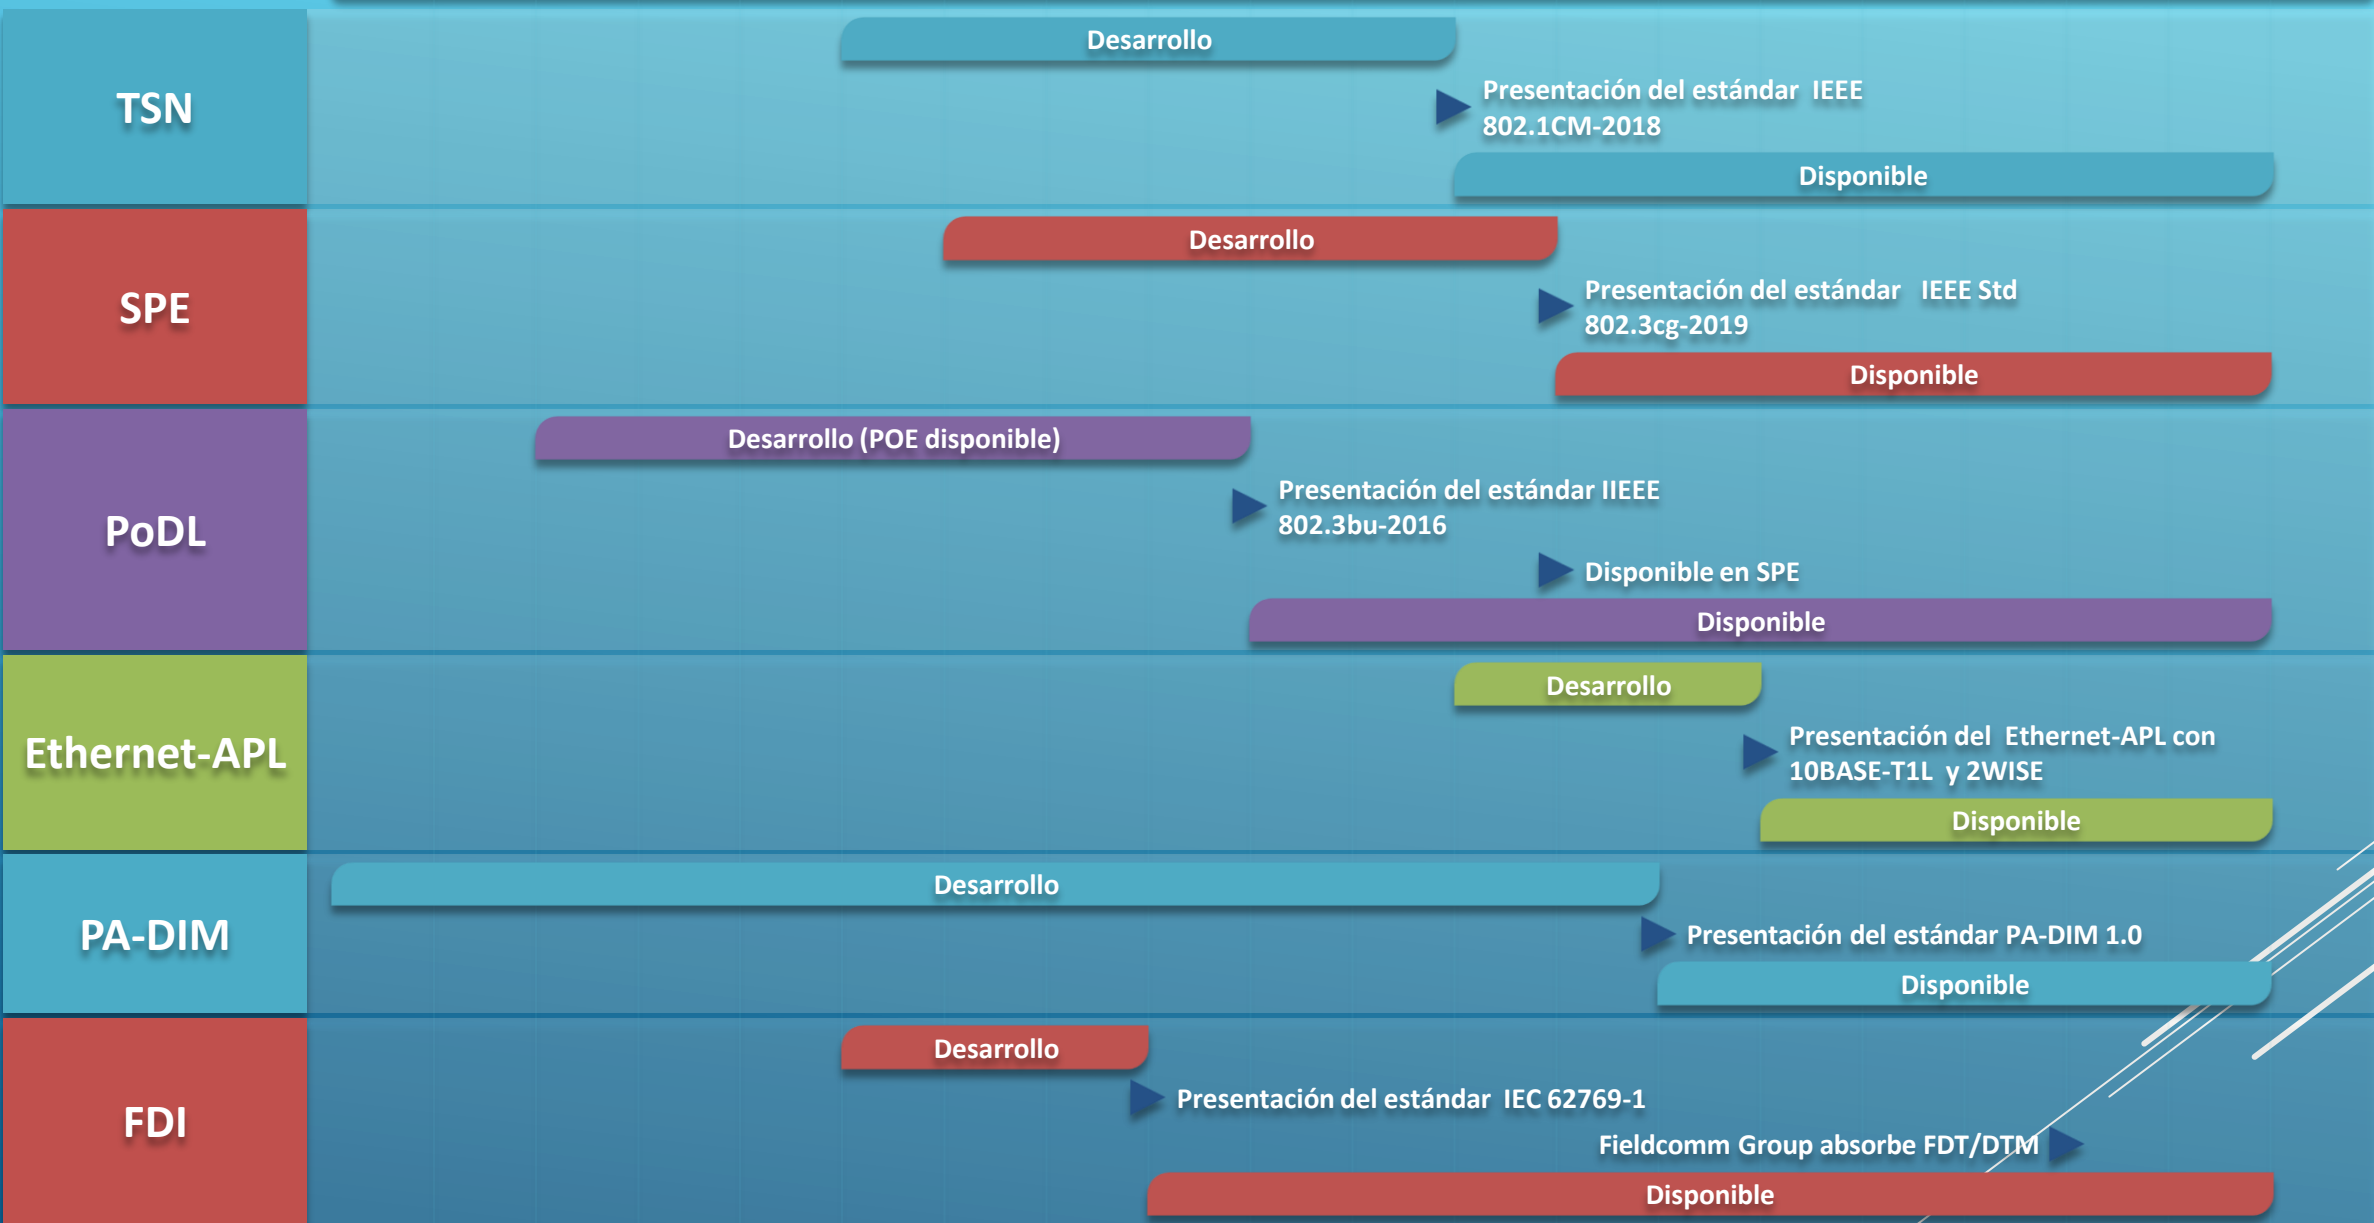 TSN
Desarrollo
Presentación del estándar IEEE
802.1CM-2018
Disponible
SPE
Desarrollo
Presentación del estándar IEEE Std
802.3cg-2019
Disponible
PoDL
Desarrollo (POE disponible)
Presentación del estándar IIEEE
802.3bu-2016
Disponible en SPE
Disponible
Ethernet-APL
Desarrollo
Presentación del Ethernet-APL con
10BASE-T1L y 2WISE
Disponible
PA-DIM
Desarrollo
Presentación del estándar PA-DIM 1.0
Disponible
FDI
Desarrollo
Presentación del estándar IEC 62769-1
Fieldcomm Group absorbe FDT/DTM
Disponible